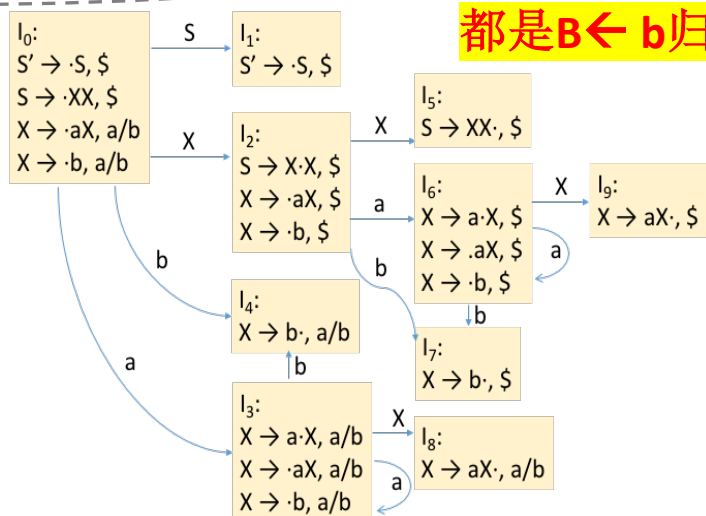 都是B← b归
I₀:
S’ → ·S, $
S → ·XX, $
X → ·aX, a/b
X → ·b, a/b
S
I₁:
S’ → ·S, $
X
I₂:
S → X·X, $
X → ·aX, $
X → ·b, $
X
I₅:
S → XX·, $
a
I₆:
X → a·X, $
X → .aX, $
X → ·b, $
X
I₉:
X → aX·, $
a
b
b
I₇:
X → b·, $
b
I₄:
X → b·, a/b
a
b
I₃:
X → a·X, a/b
X → ·aX, a/b
X → ·b, a/b
X
I₈:
X → aX·, a/b
a